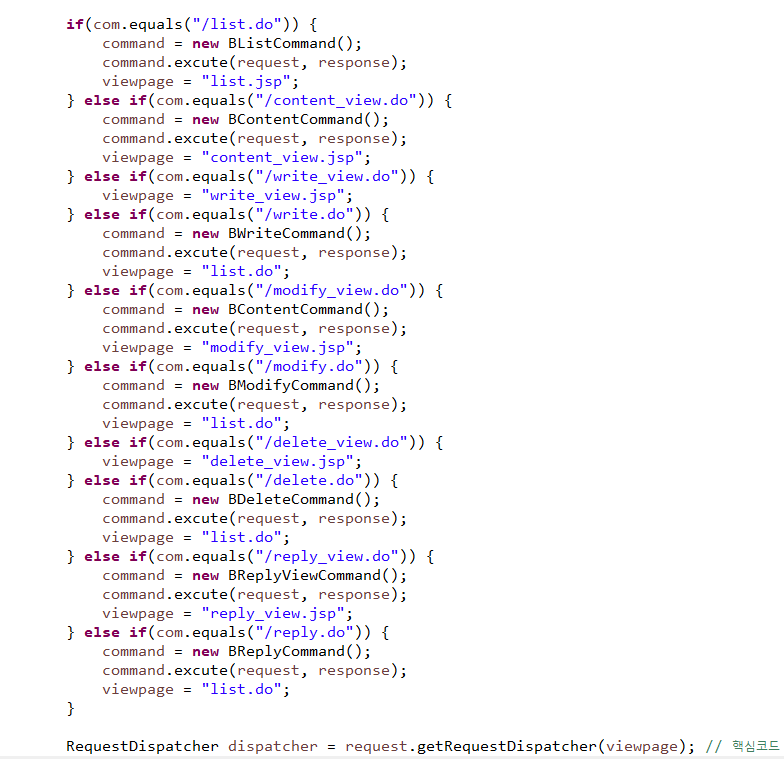 if(com.equals("/list.do")) {
command = new BListCommand();
command.excute(request, response);
viewpage = "list.jsp";
} else if(com.equals("/content_view.do")) {
command = new BContentCommand();
command.excute(request, response);
viewpage = "content_view.jsp";
} else if(com.equals("/write_view.do")) {
viewpage = "write_view.jsp";
} else if(com.equals("/write.do")) {
command = new BWriteCommand();
command.excute(request, response);
viewpage = "list.do";
} else if(com.equals("/modify_view.do")) {
command = new BContentCommand();
command.excute(request, response);
viewpage = "modify_view.jsp";
} else if(com.equals("/modify.do")) {
command = new BModifyCommand();
command.excute(request, response);
viewpage = "list.do";
} else if(com.equals("/delete_view.do")) {
viewpage = "delete_view.jsp";
} else if(com.equals("/delete.do")) {
command = new BDeleteCommand();
command.excute(request, response);
viewpage = "list.do";
} else if(com.equals("/reply_view.do")) {
command = new BReplyViewCommand();
command.excute(request, response);
viewpage = "reply_view.jsp";
} else if(com.equals("/reply.do")) {
command = new BReplyCommand();
command.excute(request, response);
viewpage = "list.do";
}
RequestDispatcher dispatcher = request.getRequestDispatcher(viewpage); // 핵심코드